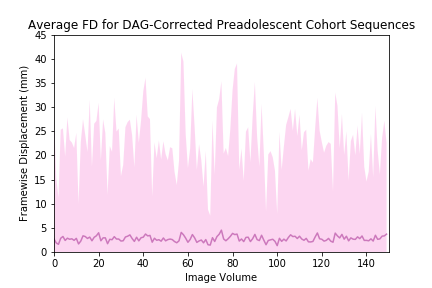 Average FD for DAG-Corrected Preadolescent Cohort Sequences
45
40
35
30
25
20
15
10
5
0
Framewise Displacement (mm)
0 20 40 60 80 100 120 140
Image Volume